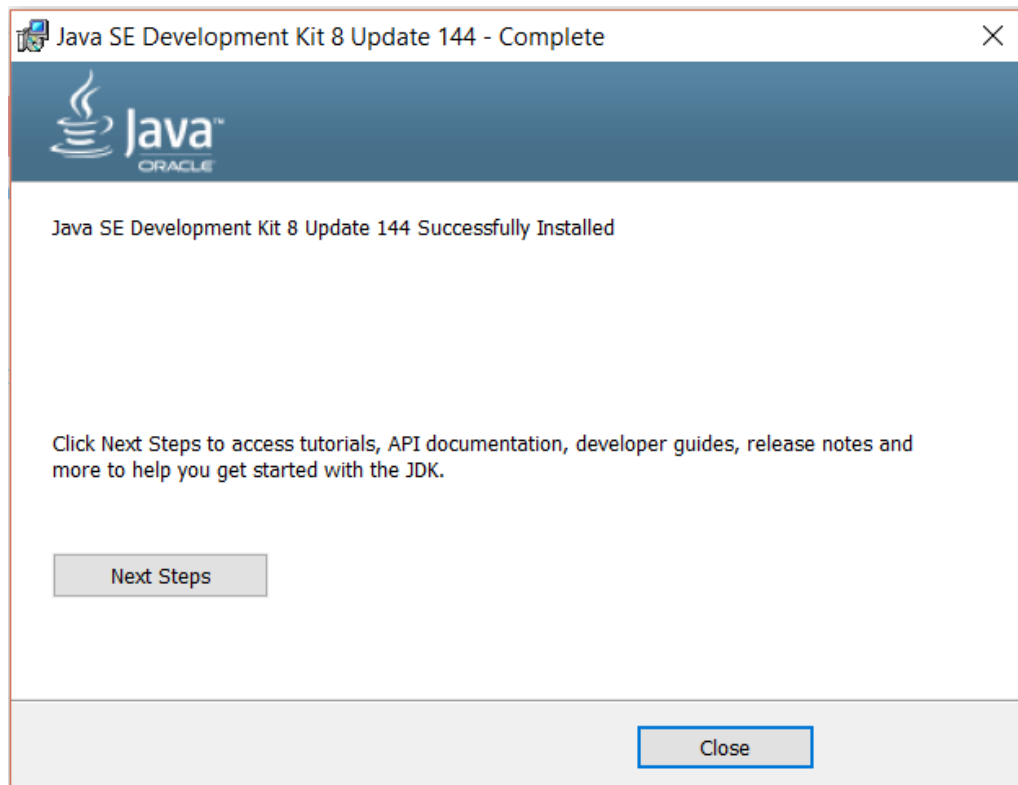 Java SE Development Kit 8 Update 144 - Complete
Java™
ORACLE
Java SE Development Kit 8 Update 144 Successfully Installed
Click Next Steps to access tutorials, API documentation, developer guides, release notes and
more to help you get started with the JDK.
Next Steps
Close